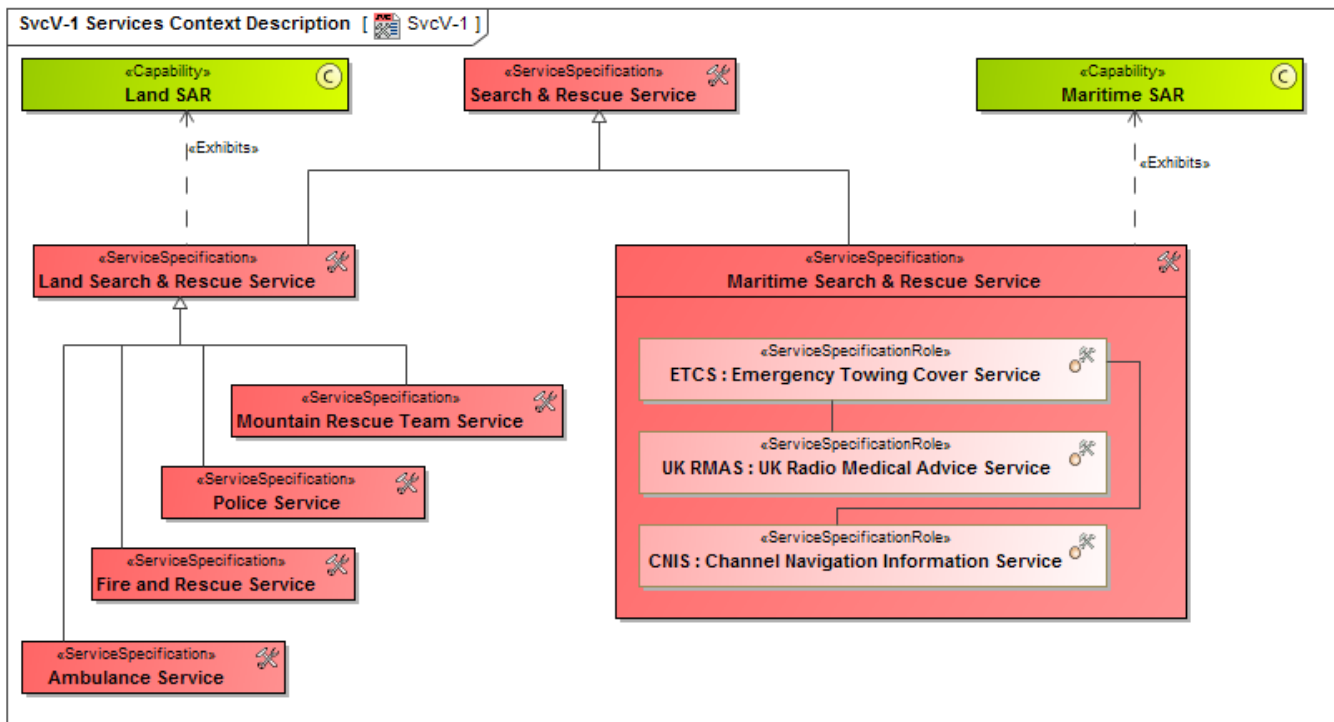 SvcV-1 Services Context Description [ SvcV-1 ]
«Capability»
Land SAR
C
«ServiceSpecification»
Search & Rescue Service
«Capability»
Maritime SAR
C
«Exhibits»
«Exhibits»
«ServiceSpecification»
Land Search & Rescue Service
«ServiceSpecification»
Maritime Search & Rescue Service
«ServiceSpecificationRole»
ETCS : Emergency Towing Cover Service
«ServiceSpecification»
Mountain Rescue Team Service
«ServiceSpecificationRole»
UK RMAS : UK Radio Medical Advice Service
«ServiceSpecification»
Police Service
«ServiceSpecificationRole»
CNIS : Channel Navigation Information Service
«ServiceSpecification»
Fire and Rescue Service
«ServiceSpecification»
Ambulance Service